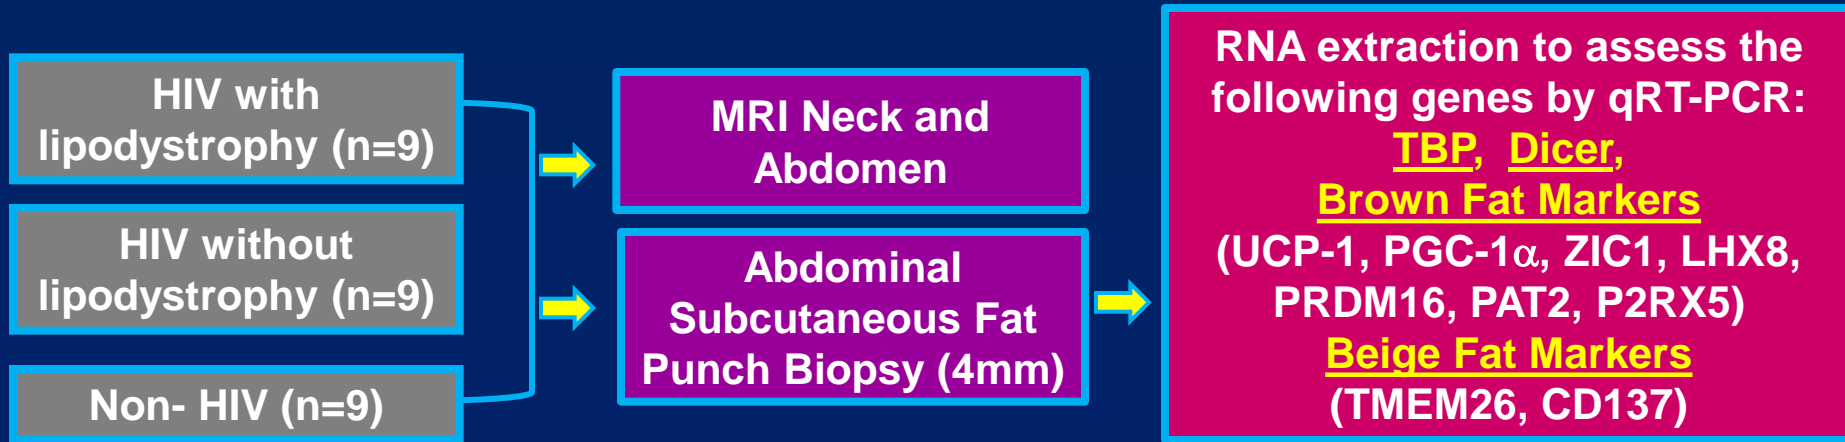 HIV with
lipodystrophy (n=9)
HIV without
lipodystrophy (n=9)
Non- HIV (n=9)
MRI Neck and
Abdomen
Abdominal
Subcutaneous Fat
Punch Biopsy (4mm)
RNA extraction to assess the
following genes by qRT-PCR:
TBP, Dicer,
Brown Fat Markers
(UCP-1, PGC-1α, ZIC1, LHX8,
PRDM16, PAT2, P2RX5)
Beige Fat Markers
(TMEM26, CD137)